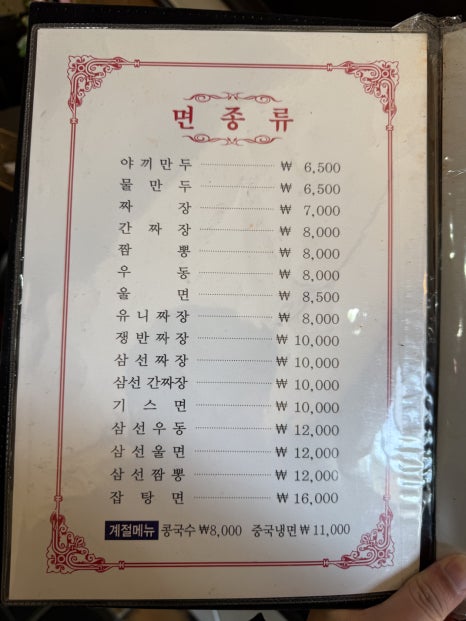 면 종 류
야 끼 만 두 ₩ 6,500
물 만 두 ₩ 6,500
짜 장 ₩ 7,000
간 짜 장 ₩ 8,000
짬 뽕 ₩ 8,000
우 동 ₩ 8,000
울 면 ₩ 8,500
유 니 짜 장 ₩ 8,000
쟁 반 짜 장 ₩ 10,000
삼 선 짜 장 ₩ 10,000
삼선 간짜장 ₩ 10,000
기 스 면 ₩ 10,000
삼 선 우 동 ₩ 12,000
삼 선 울 면 ₩ 12,000
삼 선 짬 뽕 ₩ 12,000
잡 탕 면 ₩ 16,000
계절메뉴 콩국수 ₩8,000 중국냉면 ₩ 11,000